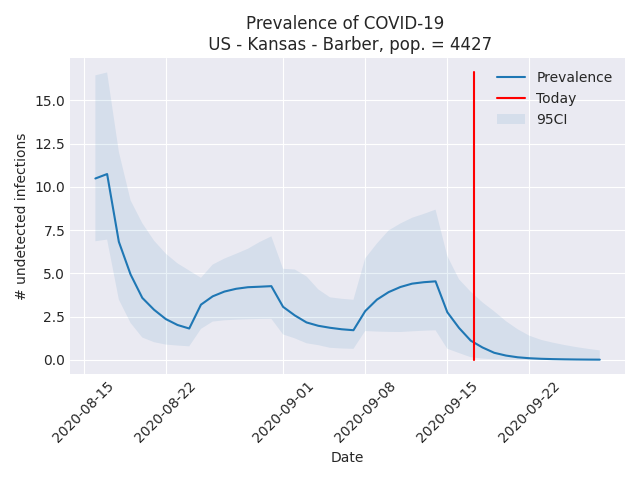 Prevalence of COVID-19
US - Kansas - Barber, pop. = 4427
Prevalence
Today
95CI
# undetected infections
15.0
12.5
10.0
7.5
5.0
2.5
0.0
2020-08-15
2020-08-22
2020-09-01
2020-09-08
2020-09-15
2020-09-22
Date